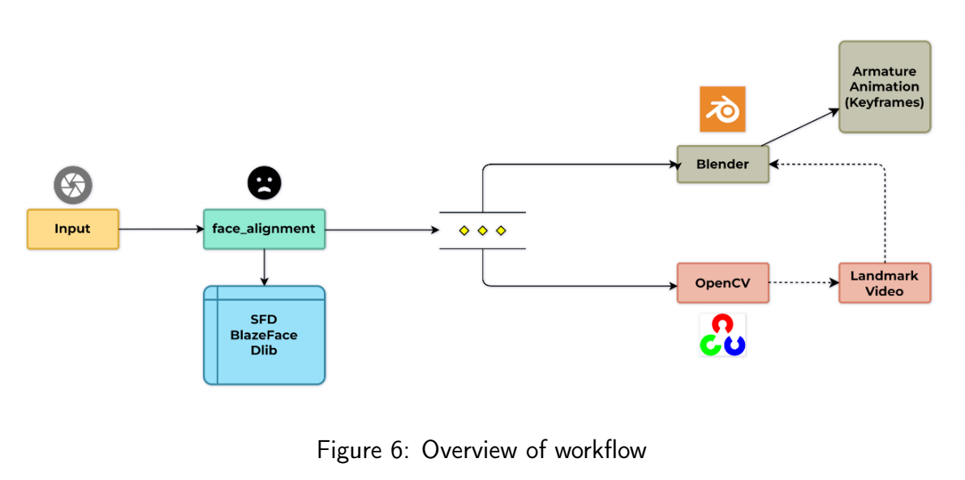 Input
face_alignment
SFD
BlazeFace
Dlib
Blender
Armature
Animation
(Keyframes)
OpenCV
Landmark
Video
Figure 6: Overview of workflow